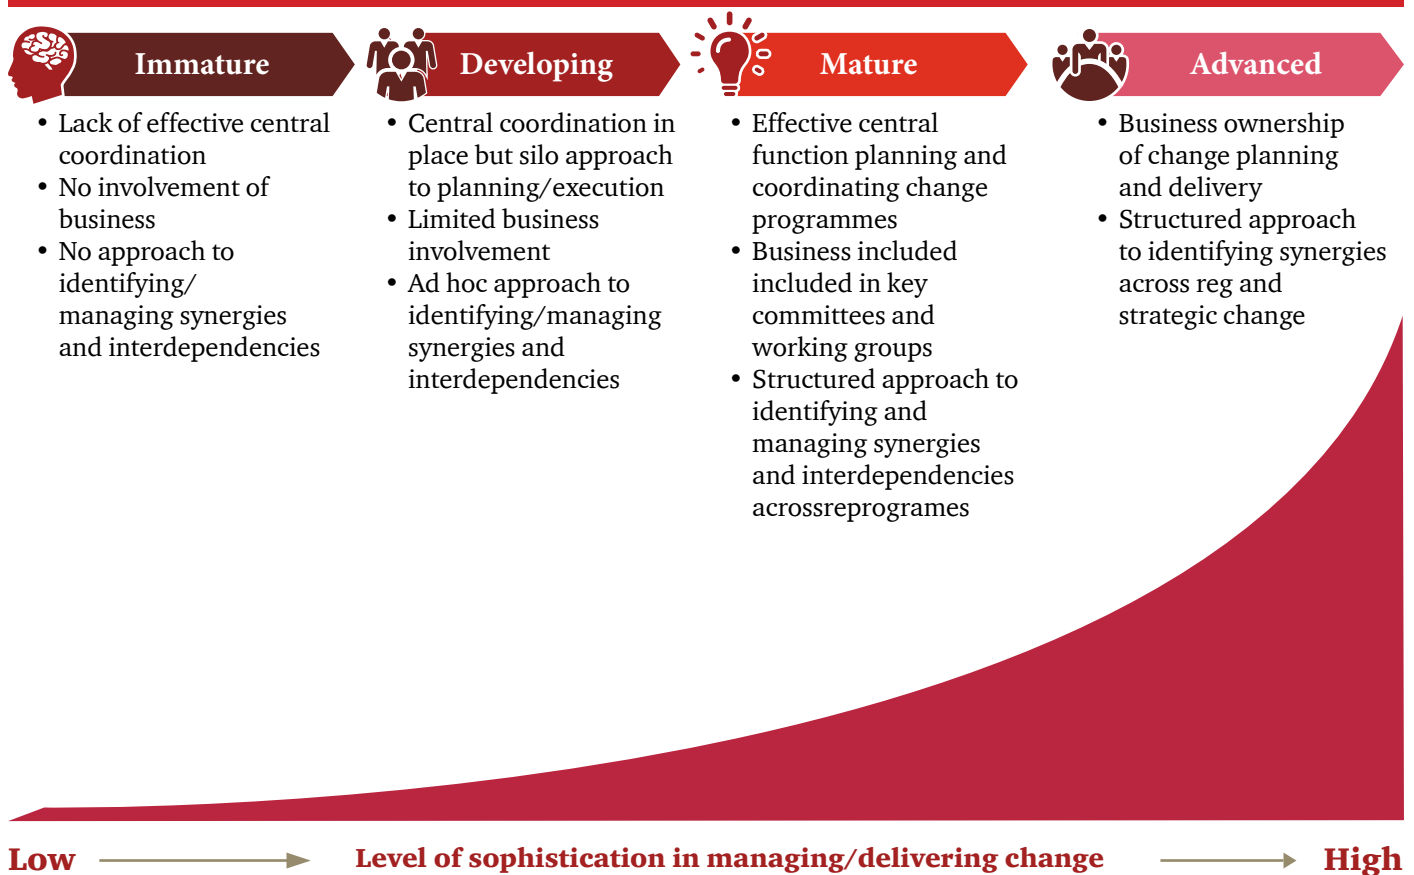 Immature
• Lack of effective central
coordination
• No involvement of
business
• No approach to
identifying/
managing synergies
and interdependencies
Developing
• Central coordination in
place but silo approach
to planning/execution
• Limited business
involvement
• Ad hoc approach to
identifying/managing
synergies and
interdependencies
Mature
• Effective central
function planning and
coordinating change
programmes
• Business included
included in key
committees and
working groups
• Structured approach to
identifying and
managing synergies
and interdependencies
acrossreprogrames
Advanced
• Business ownership
of change planning
and delivery
• Structured approach
to identifying synergies
across reg and
strategic change
Low
Level of sophistication in managing/delivering change
High